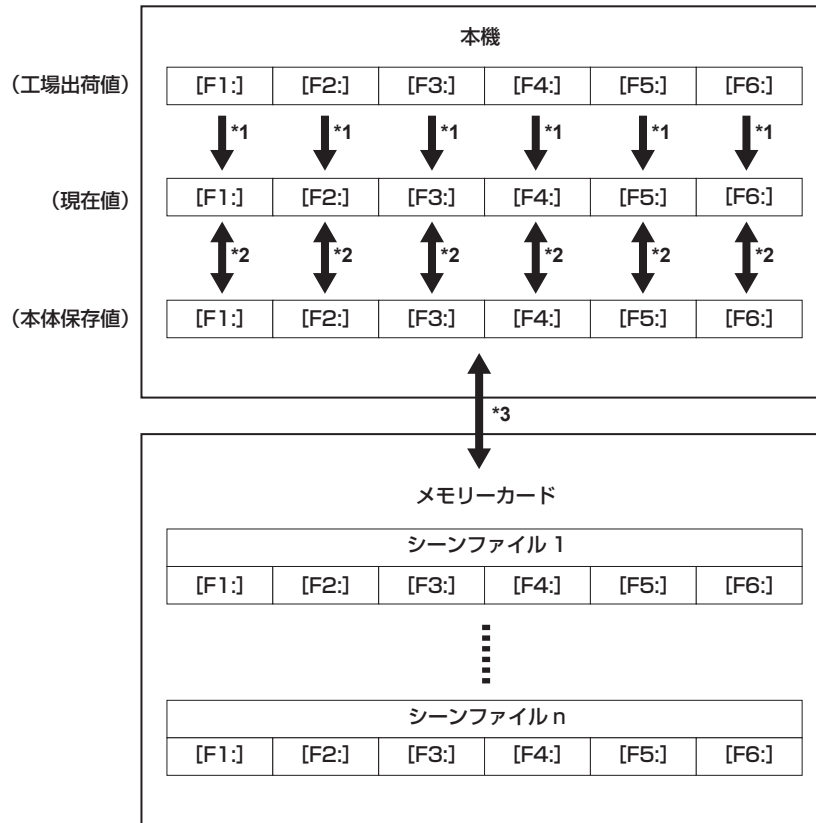 本機
(工場出荷値) [F1:] [F2:] [F3:] [F4:] [F5:] [F6:]
*1 *1 *1 *1 *1 *1
(現在値) [F1:] [F2:] [F3:] [F4:] [F5:] [F6:]
*2 *2 *2 *2 *2 *2
(本体保存値) [F1:] [F2:] [F3:] [F4:] [F5:] [F6:]
*3
メモリーカード
シーンファイル 1
[F1:] [F2:] [F3:] [F4:] [F5:] [F6:]
シーンファイル n
[F1:] [F2:] [F3:] [F4:] [F5:] [F6:]